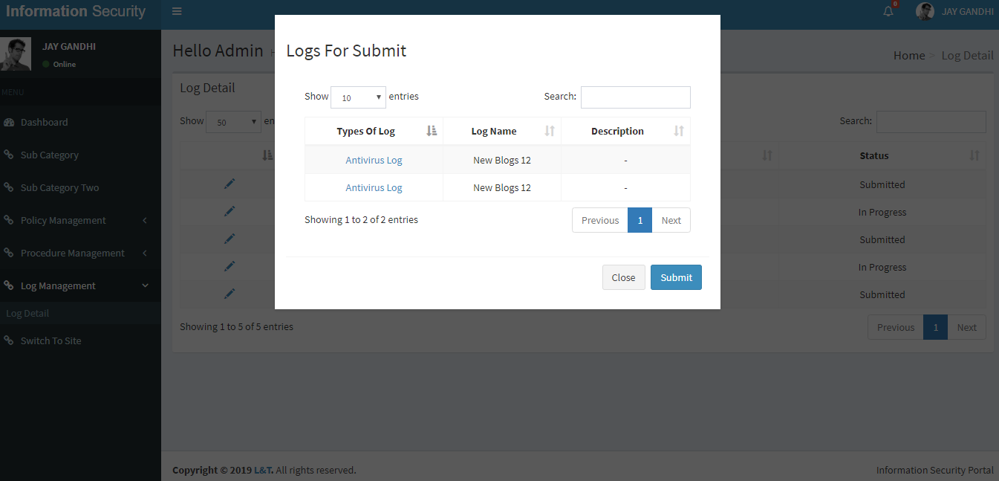 Information Security
0
JAY GANDHI
JAY GANDHI
Online
MENU
Dashboard
Sub Category
Sub Category Two
Policy Management
Procedure Management
Log Management
Log Detail
Switch To Site
Hello Admin
Home > Log Detail
Log Detail
Show 50 en
Search:
Status
Submitted
In Progress
Submitted
In Progress
Submitted
Showing 1 to 5 of 5 entries
Previous 1 Next
Logs For Submit
Show 10 entries
Search:
Types Of Log Log Name Description
Antivirus Log New Blogs 12 -
Antivirus Log New Blogs 12 -
Showing 1 to 2 of 2 entries
Previous 1 Next
Close Submit
Copyright © 2019 L&T. All rights reserved.
Information Security Portal